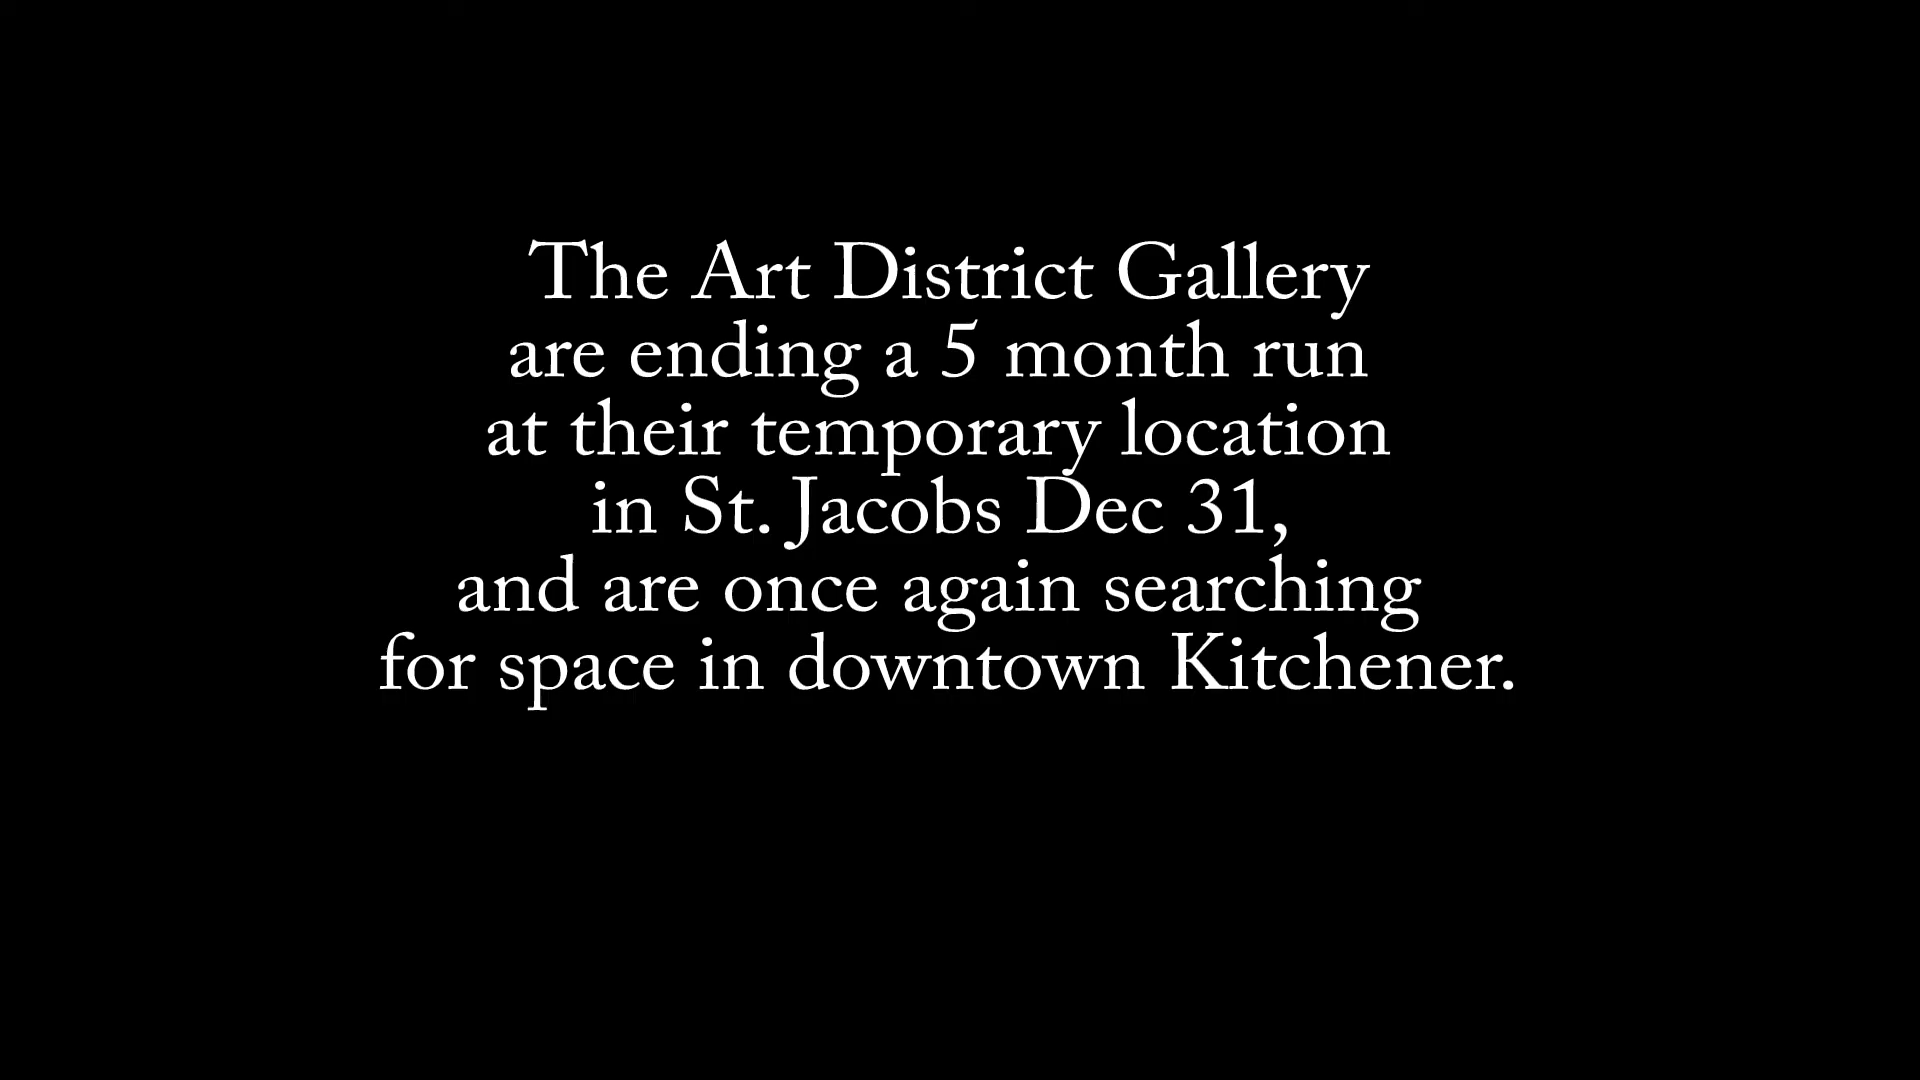 The Art District Gallery
are ending a 5 month run
at their temporary location
in St. Jacobs Dec 31,
and are once again searching
for space in downtown Kitchener.